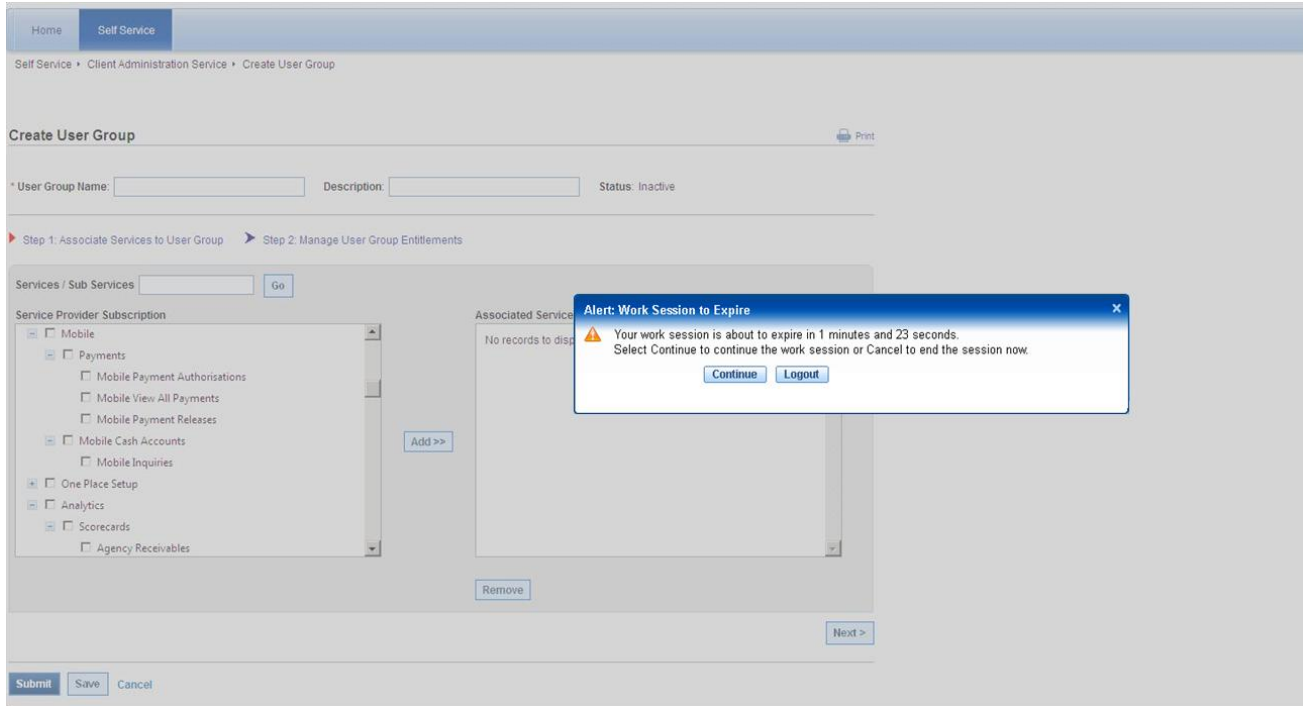 Home Self Service
Self Service › Client Administration Service › Create User Group
Create User Group Print
* User Group Name: Description: Status: Inactive
Step 1: Associate Services to User Group Step 2: Manage User Group Entitlements
Services / Sub Services Go
Service Provider Subscription
Mobile
Payments
Mobile Payment Authorisations
Mobile View All Payments
Mobile Payment Releases
Mobile Cash Accounts
Mobile Inquiries
One Place Setup
Analytics
Scorecards
Agency Receivables
Add >>
Associated Service
No records to disp
Remove
Alert: Work Session to Expire x
Your work session is about to expire in 1 minutes and 23 seconds.
Select Continue to continue the work session or Cancel to end the session now.
Continue Logout
Next >
Submit Save Cancel